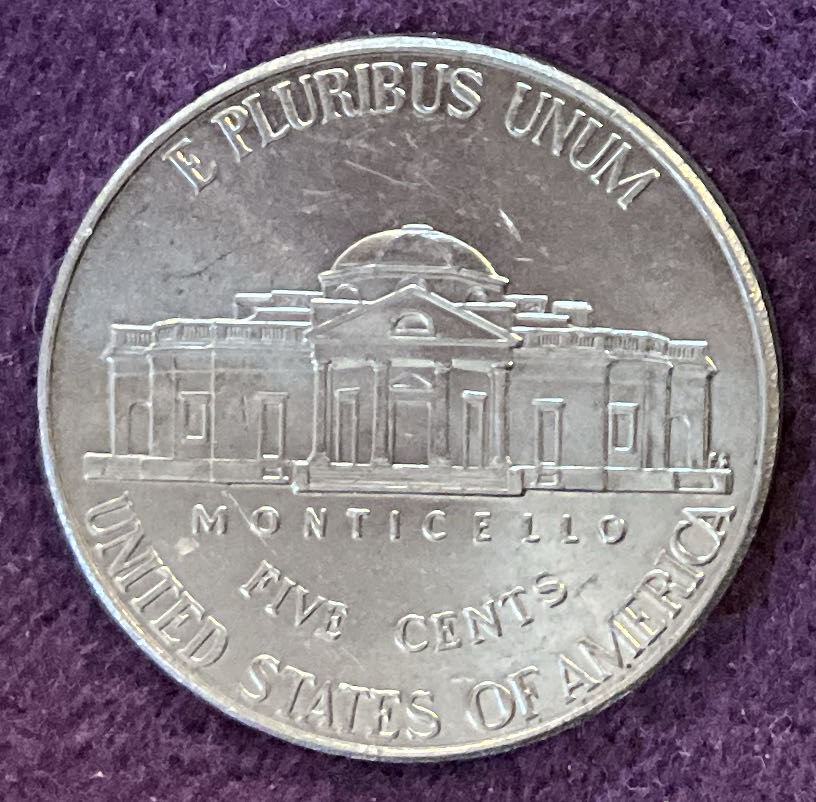 E PLURIBUS UNUM
MONTICELLO
FIVE CENTS
UNITED STATES OF AMERICA